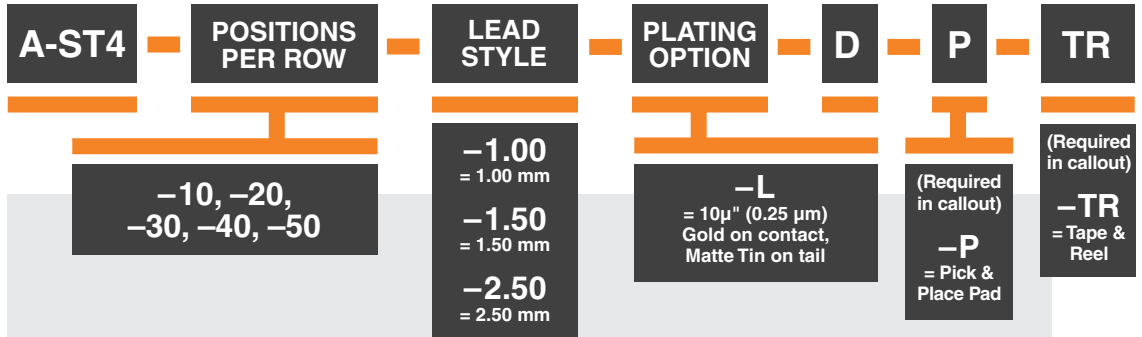 A-ST4
POSITIONS
PER ROW
LEAD
STYLE
PLATING
OPTION
D
P
TR
–10, –20,
–30, –40, –50
–1.00
= 1.00 mm
–1.50
= 1.50 mm
–2.50
= 2.50 mm
–L
= 10µ" (0.25 µm)
Gold on contact,
Matte Tin on tail
(Required
in callout)
–P
= Pick &
Place Pad
(Required
in callout)
–TR
= Tape &
Reel